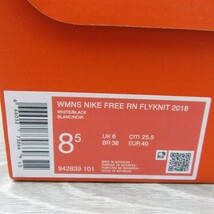 WMNS NIKE FREE RN FLYKNIT 2018
WHITE/BLACK
BLANC/NOIR
8.5
UK 6
CM 25.5
BR 38
EUR 40
942839 101